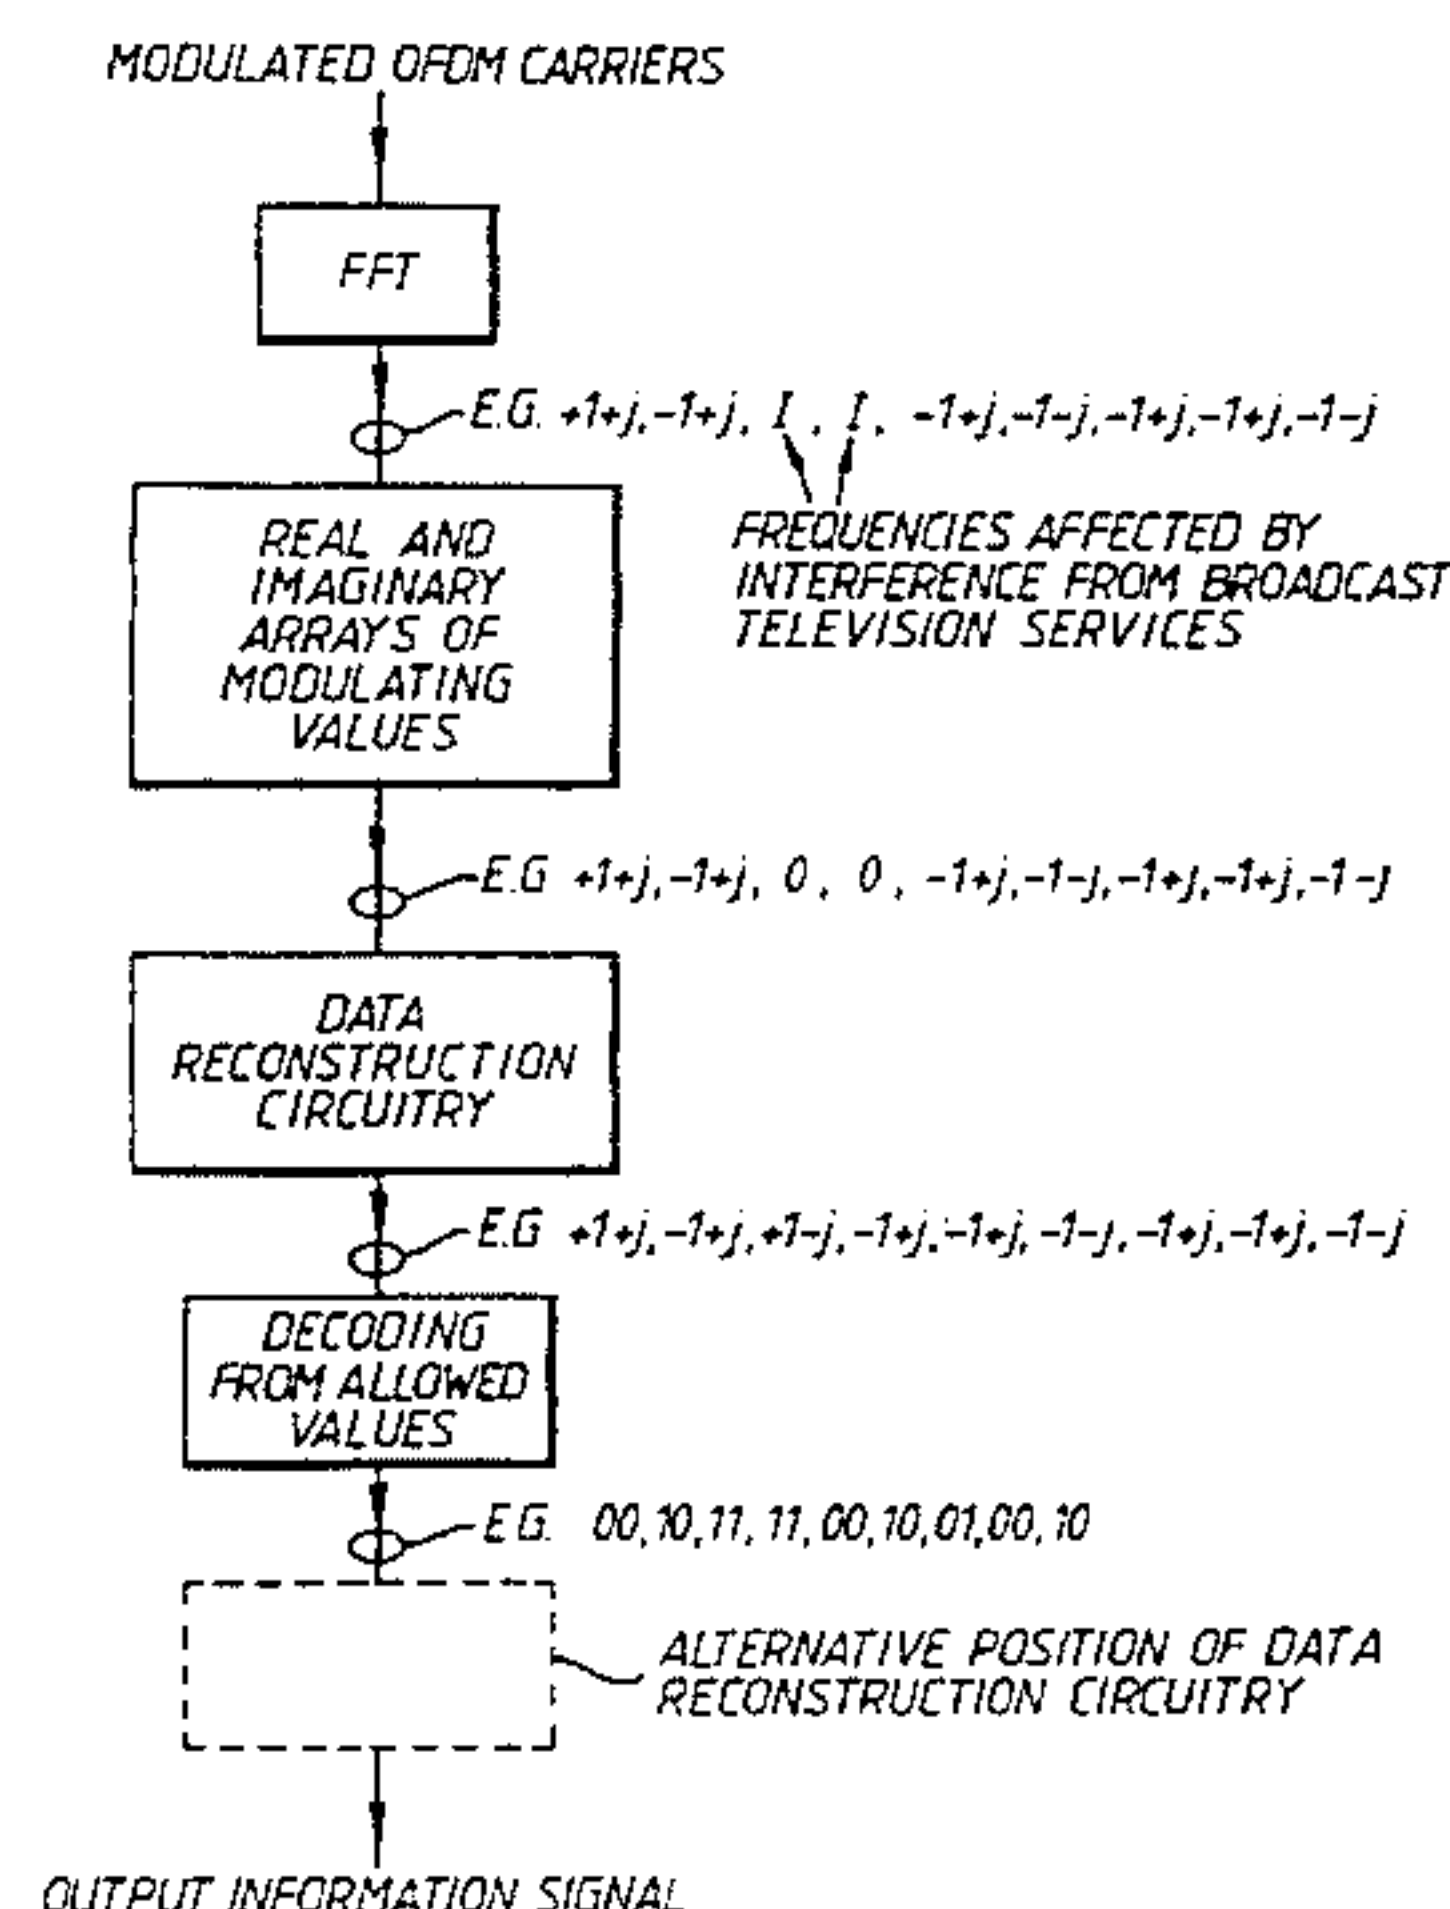 MODULATED OFDM CARRIERS
FFT
E.G. +1+j,-1+j, I, I, -1+j,-1-j,-1+j,-1+j,-1-j
FREQUENCIES AFFECTED BY
INTERFERENCE FROM BROADCAST
TELEVISION SERVICES
REAL AND
IMAGINARY
ARRAYS OF
MODULATING
VALUES
E.G +1+j,-1+j, 0, 0, -1+j,-1-j,-1+j,-1+j,-1-j
DATA
RECONSTRUCTION
CIRCUITRY
E.G +1+j,-1+j,+1-j,-1+j,-1+j,-1-j,-1+j,-1+j,-1-j
DECODING
FROM ALLOWED
VALUES
E.G. 00,10,11,11,00,10,01,00,10
ALTERNATIVE POSITION OF DATA
RECONSTRUCTION CIRCUITRY
OUTPUT INFORMATION SIGNAL